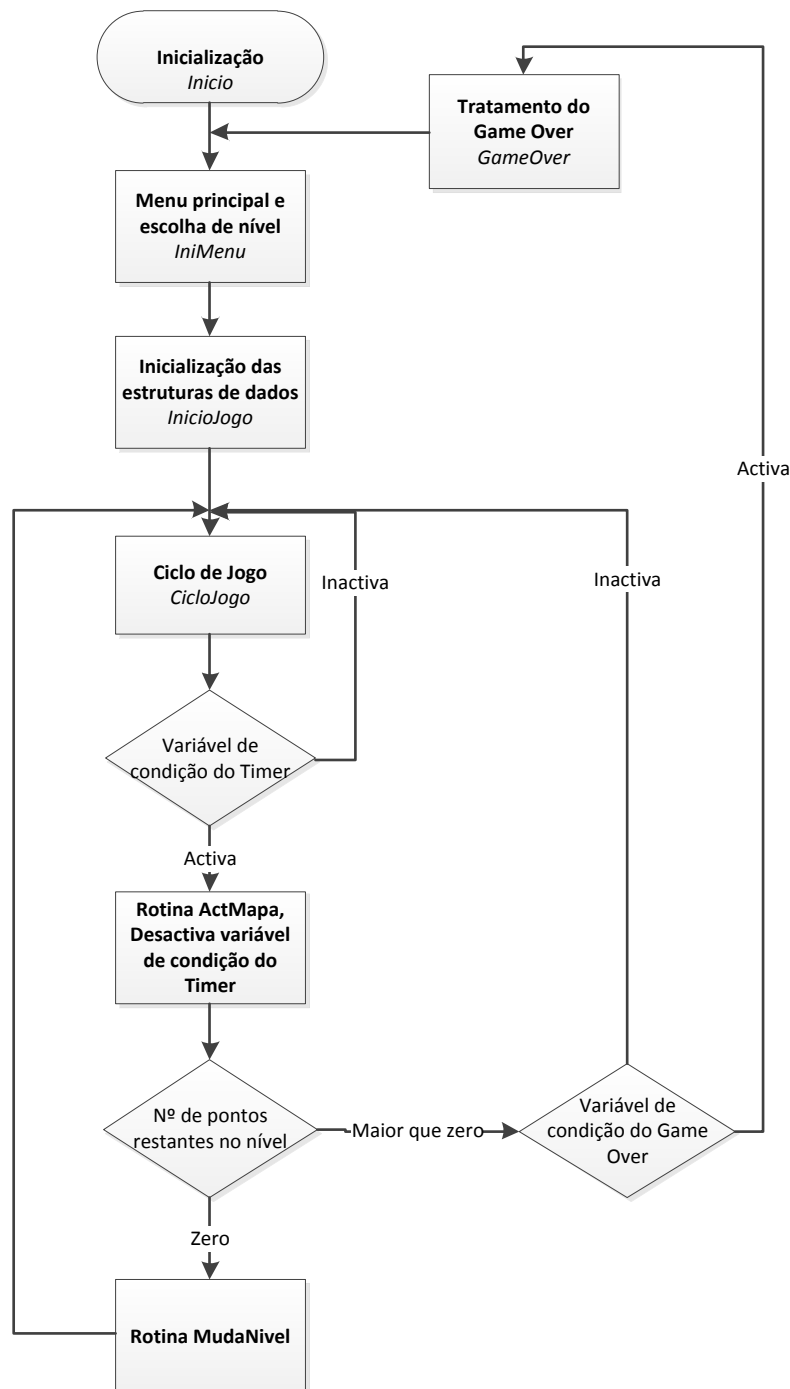 Inicialização
Inicio
Tratamento do
Game Over
GameOver
Menu principal e
escolha de nível
IniMenu
Inicialização das
estruturas de dados
InicioJogo
Activa
Ciclo de Jogo
CicloJogo
Inactiva
Inactiva
Variável de
condição do Timer
Activa
Rotina ActMapa,
Desactiva variável
de condição do
Timer
Nº de pontos
restantes no nível
Maior que zero
Variável de
condição do Game
Over
Zero
Rotina MudaNivel